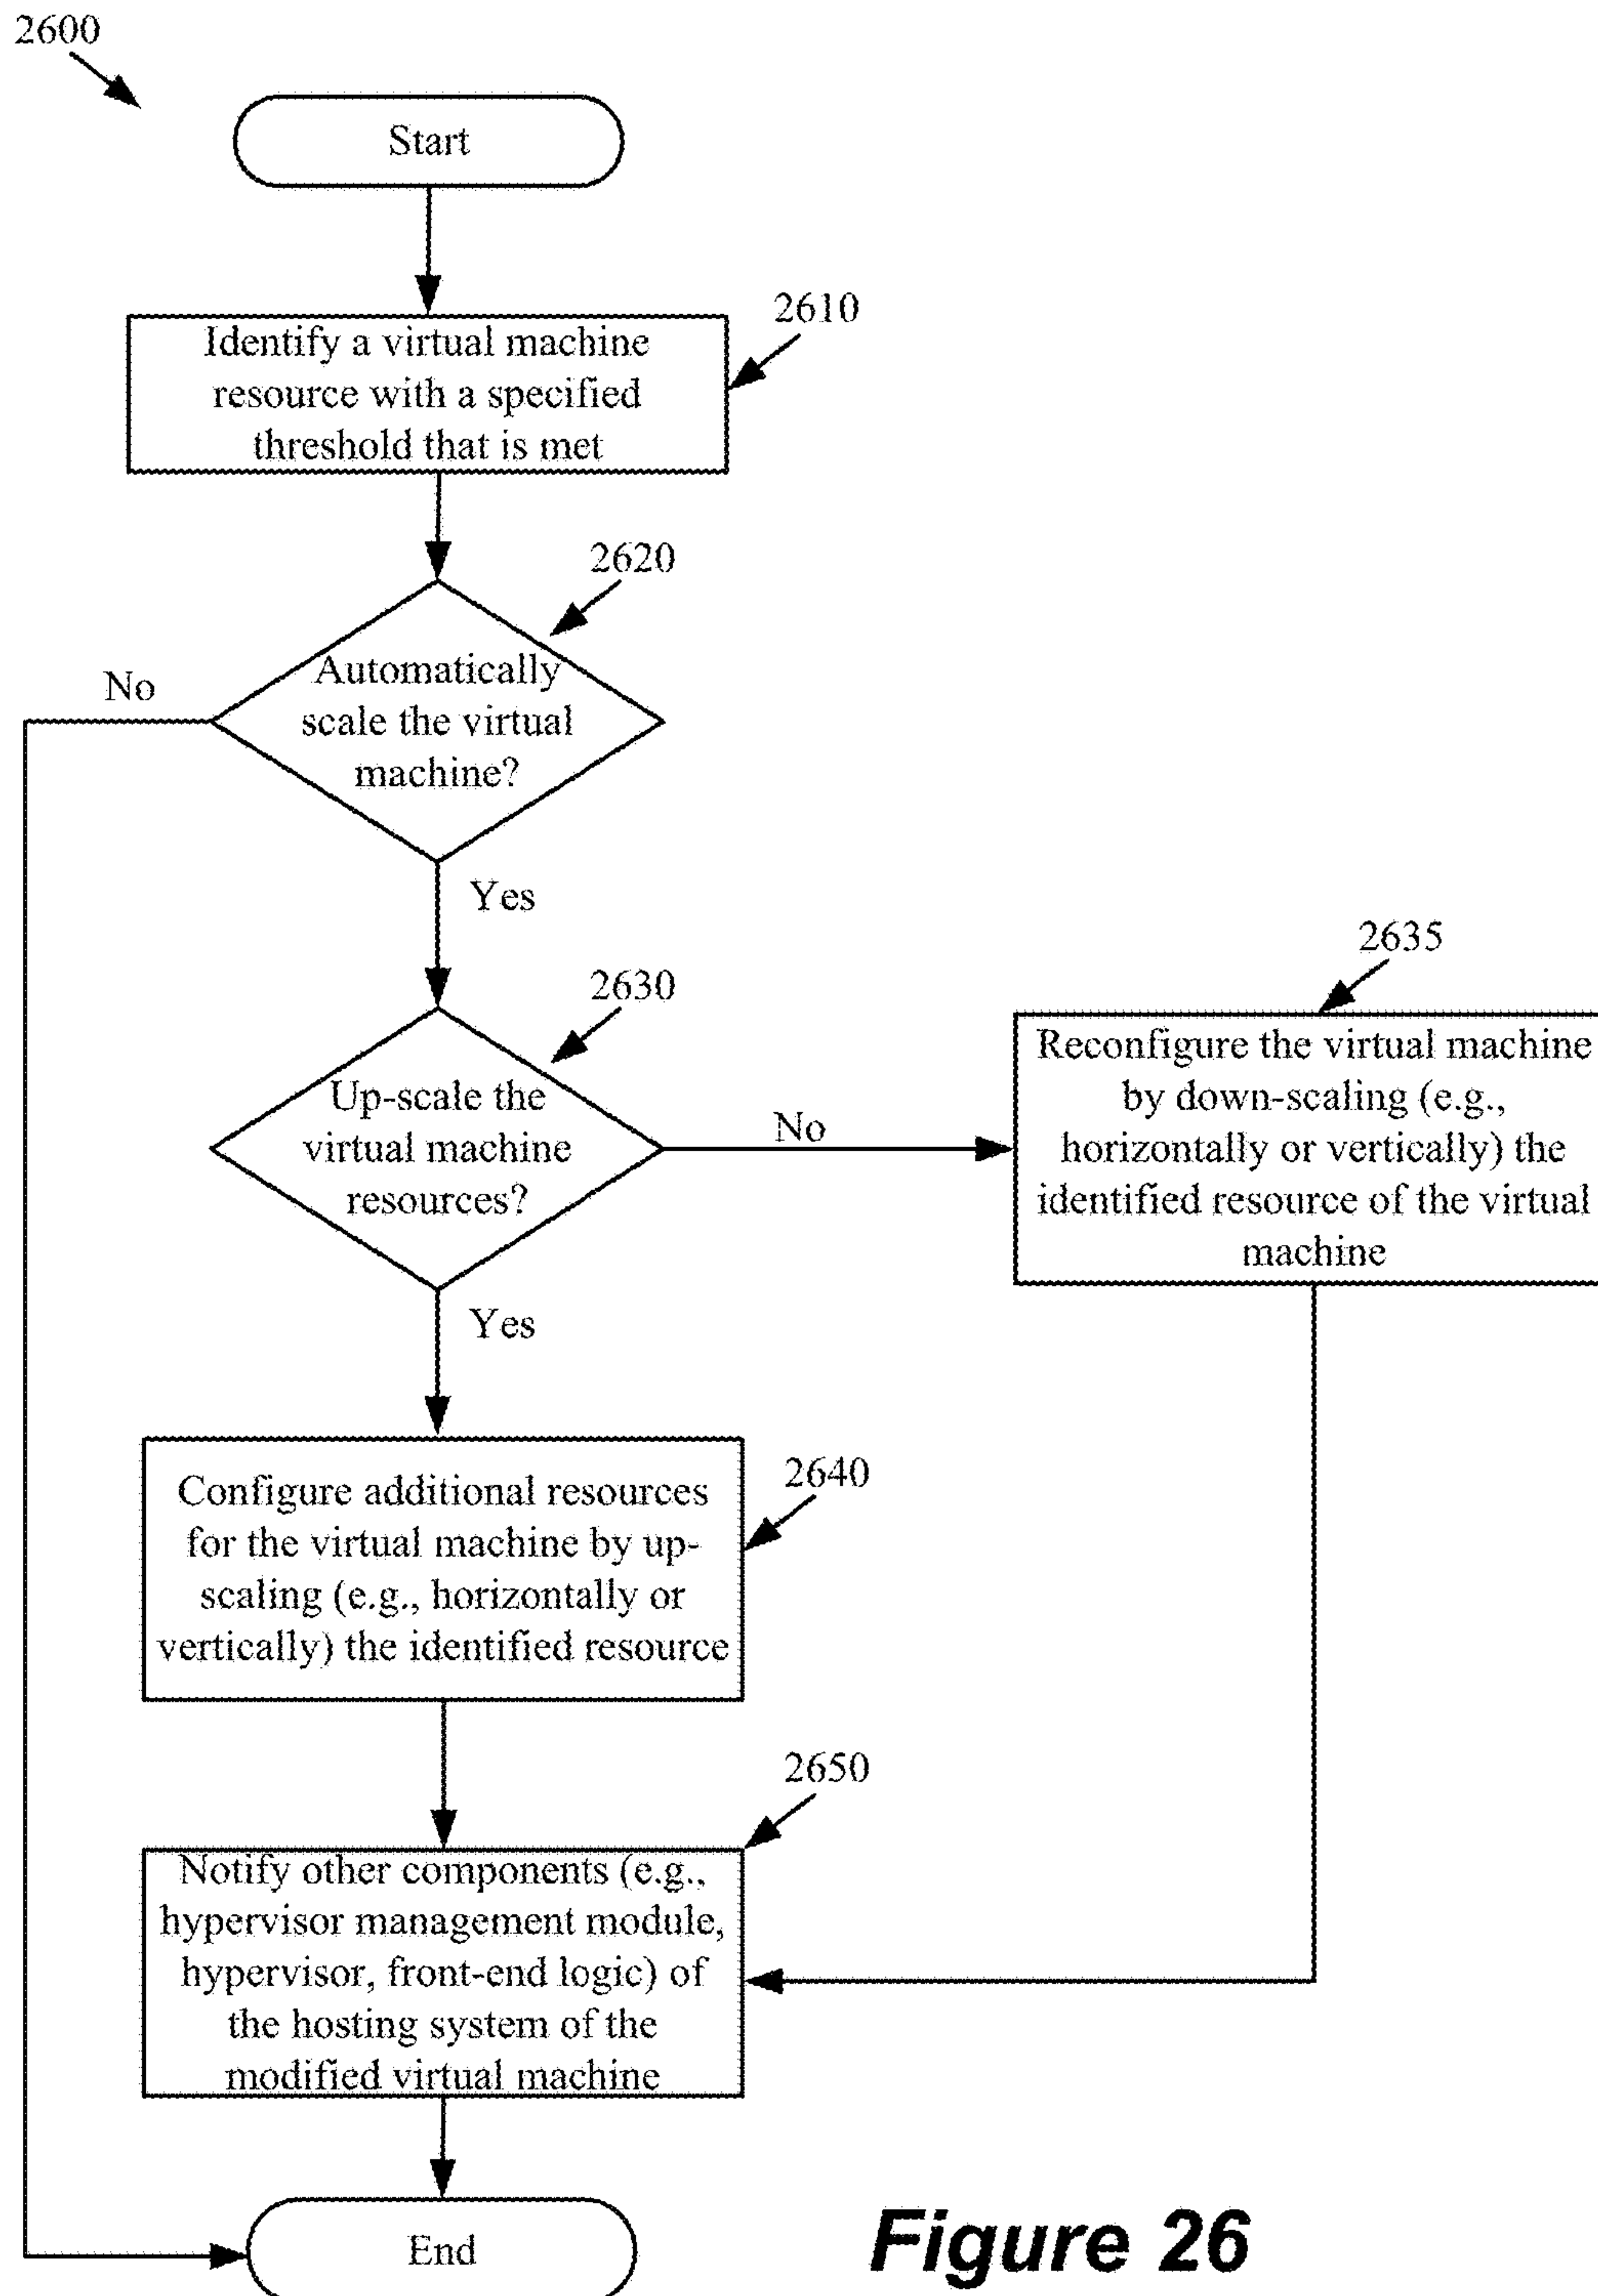 2600
Start
2610
Identify a virtual machine
resource with a specified
threshold that is met
2620
Automatically
scale the virtual
machine?
No
Yes
2630
Up-scale the
virtual machine
resources?
No
2635
Reconfigure the virtual machine
by down-scaling (e.g.,
horizontally or vertically) the
identified resource of the virtual
machine
Yes
2640
Configure additional resources
for the virtual machine by up-
scaling (e.g., horizontally or
vertically) the identified resource
2650
Notify other components (e.g.,
hypervisor management module,
hypervisor, front-end logic) of
the hosting system of the
modified virtual machine
End
Figure 26